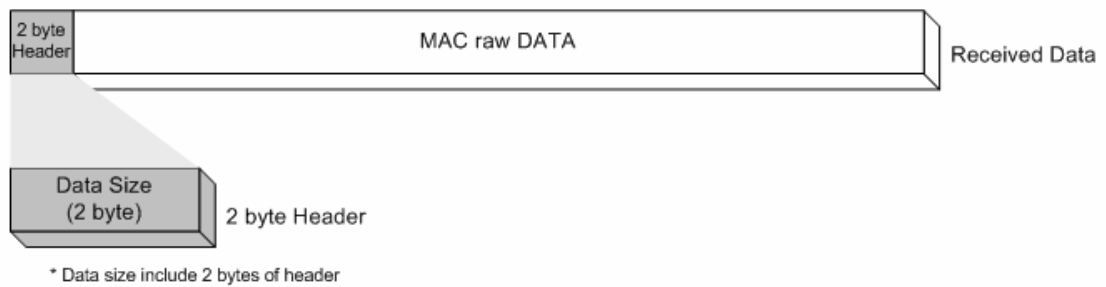 2 byte
Header
MAC raw DATA
Received Data
Data Size
(2 byte)
2 byte Header
* Data size include 2 bytes of header